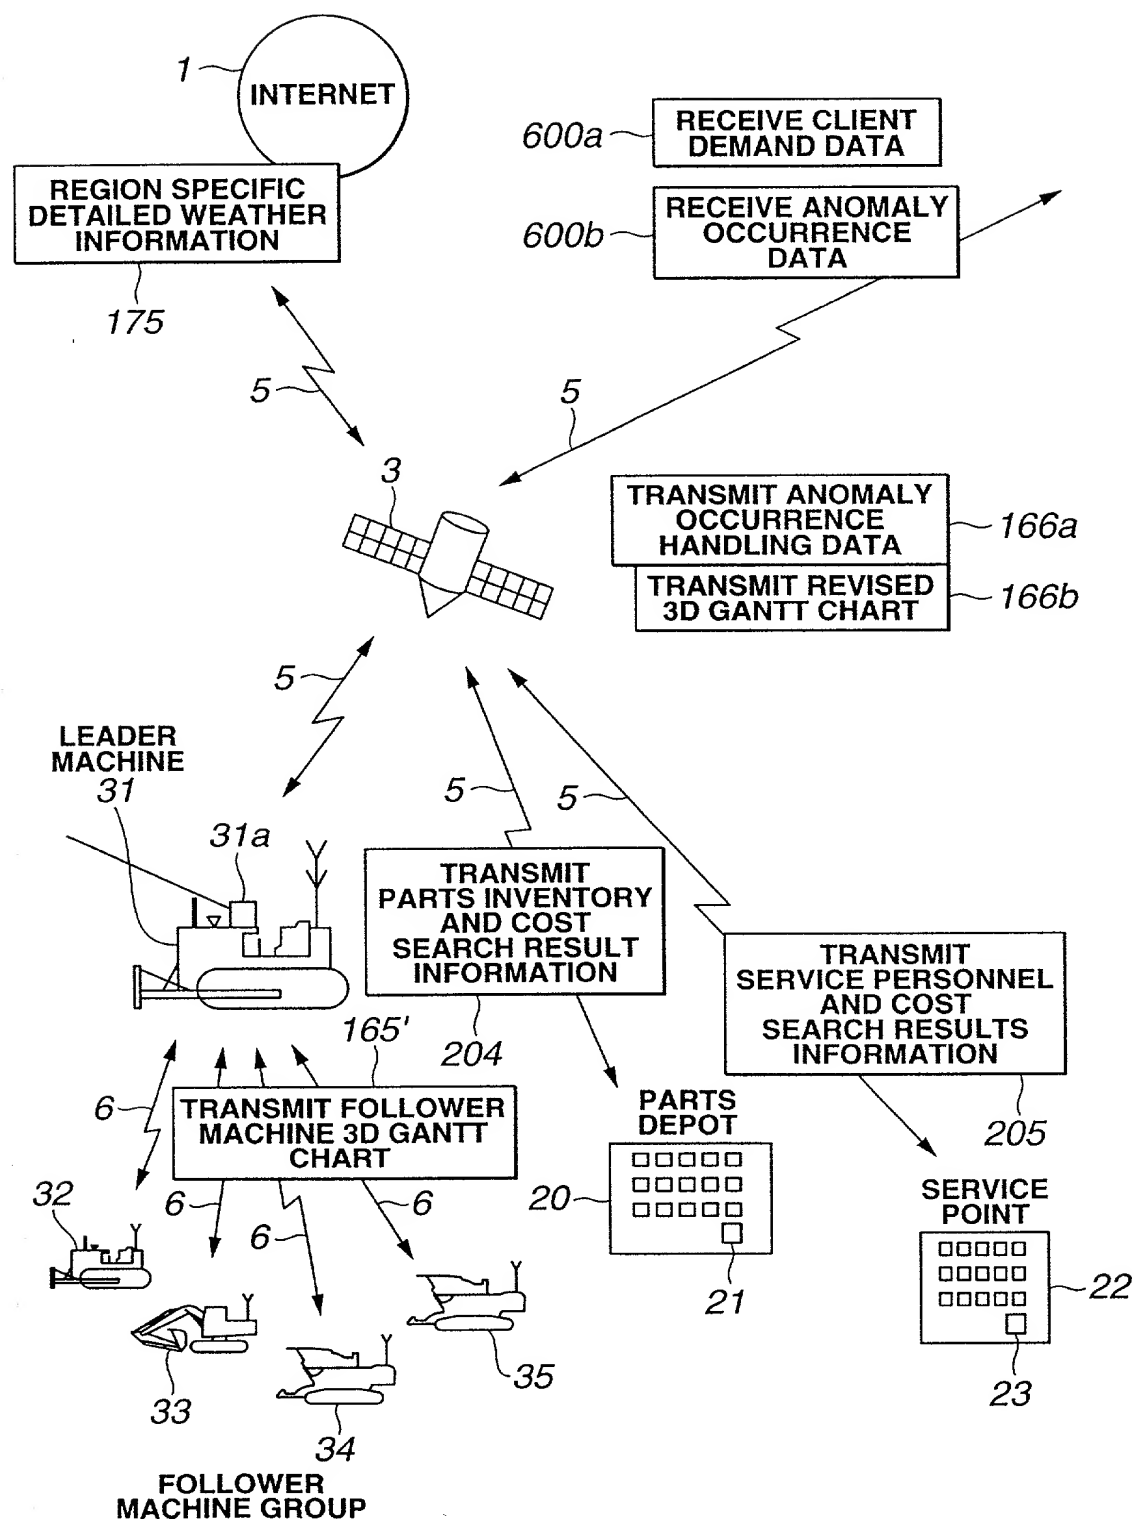 1
INTERNET
REGION SPECIFIC
DETAILED WEATHER
INFORMATION
175
600a
RECEIVE CLIENT
DEMAND DATA
600b
RECEIVE ANOMALY
OCCURRENCE
DATA
5
5
3
TRANSMIT ANOMALY
OCCURRENCE
HANDLING DATA
166a
TRANSMIT REVISED
3D GANTT CHART
166b
5
LEADER
MACHINE
31
31a
5
5
TRANSMIT
PARTS INVENTORY
AND COST
SEARCH RESULT
INFORMATION
204
TRANSMIT
SERVICE PERSONNEL
AND COST
SEARCH RESULTS
INFORMATION
205
165'
TRANSMIT FOLLOWER
MACHINE 3D GANTT
CHART
6
6
6
6
PARTS
DEPOT
20
21
SERVICE
POINT
22
23
32
33
34
35
FOLLOWER
MACHINE GROUP